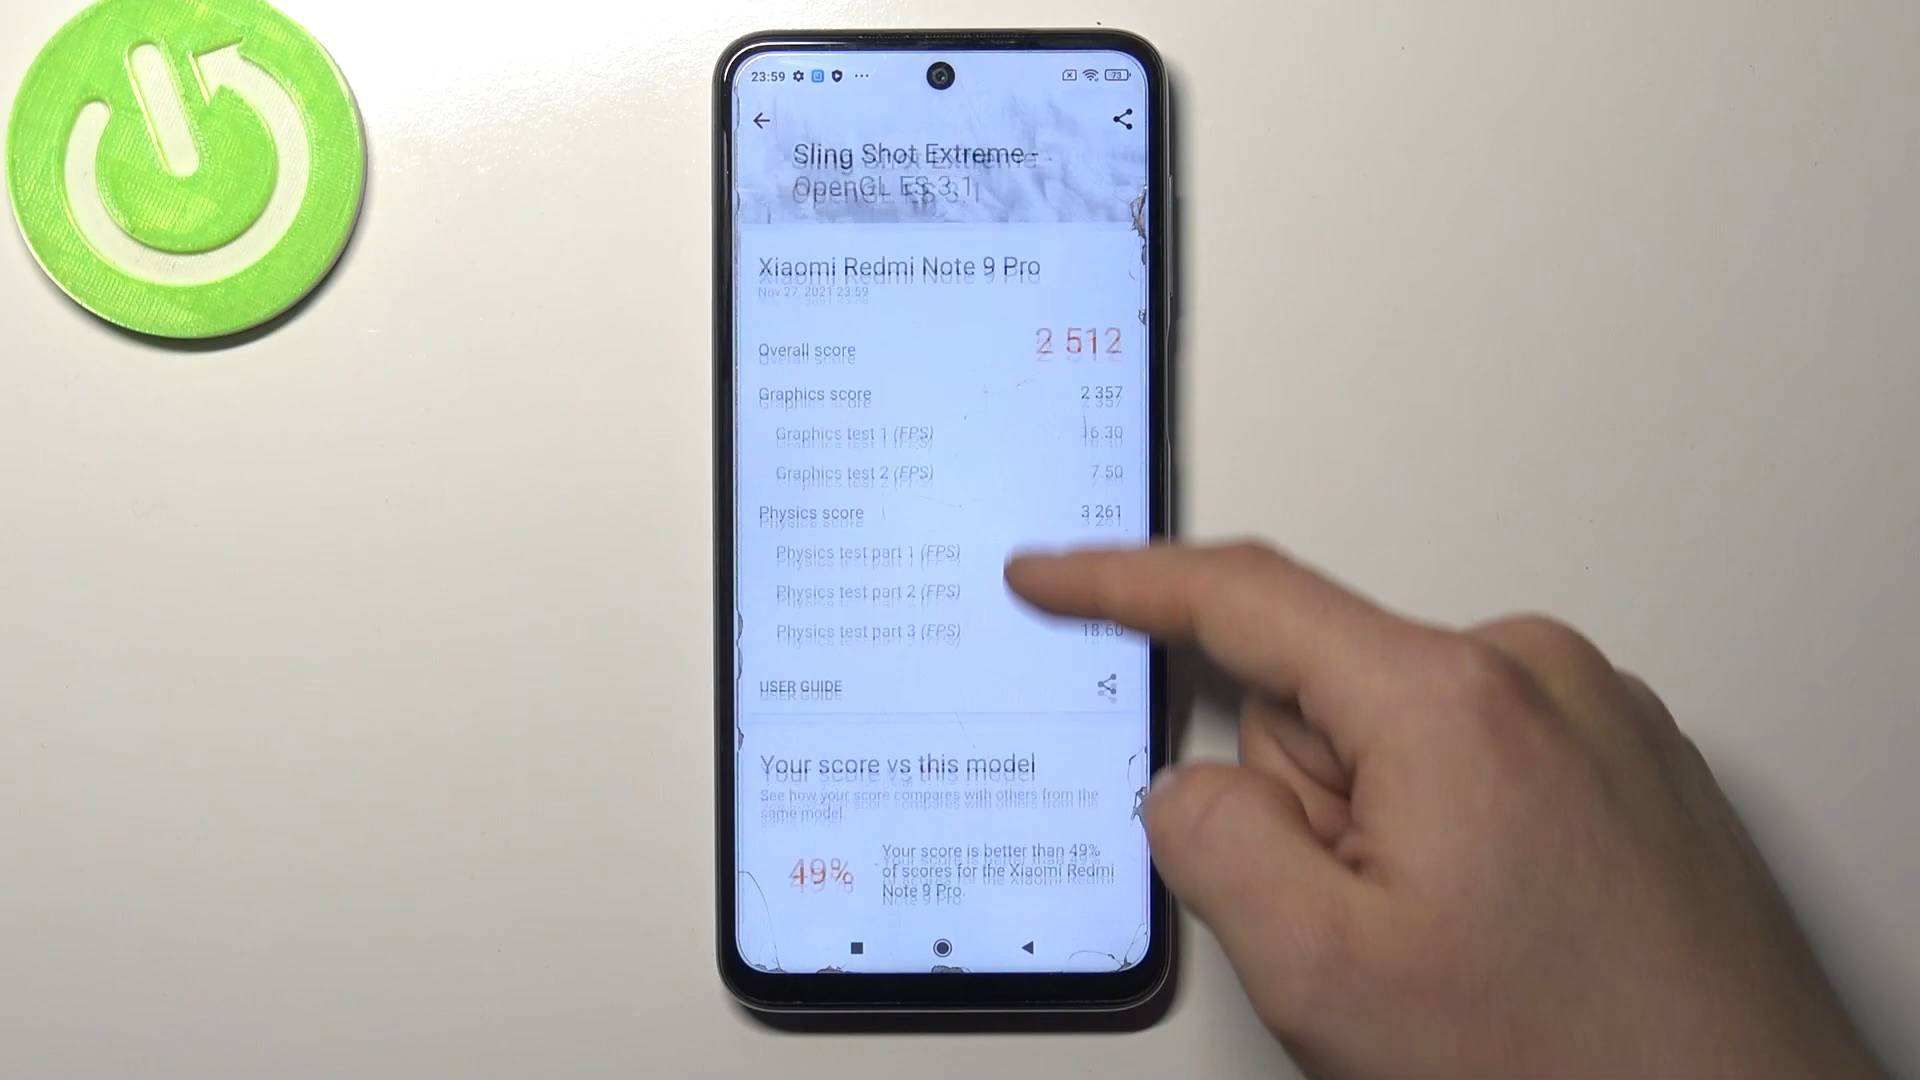 23:59
73
Sling Shot Extreme -
OpenGL ES 3.1
Xiaomi Redmi Note 9 Pro
Nov 27, 2021 23:59
Overall score 2 512
Graphics score 2 357
Graphics test 1 (FPS) 16.30
Graphics test 2 (FPS) 7.50
Physics score 3 261
Physics test part 1 (FPS)
Physics test part 2 (FPS)
Physics test part 3 (FPS) 18.60
USER GUIDE
Your score vs this model
See how your score compares with others from the
same model.
49%
Your score is better than 49%
of scores for the Xiaomi Redmi
Note 9 Pro.